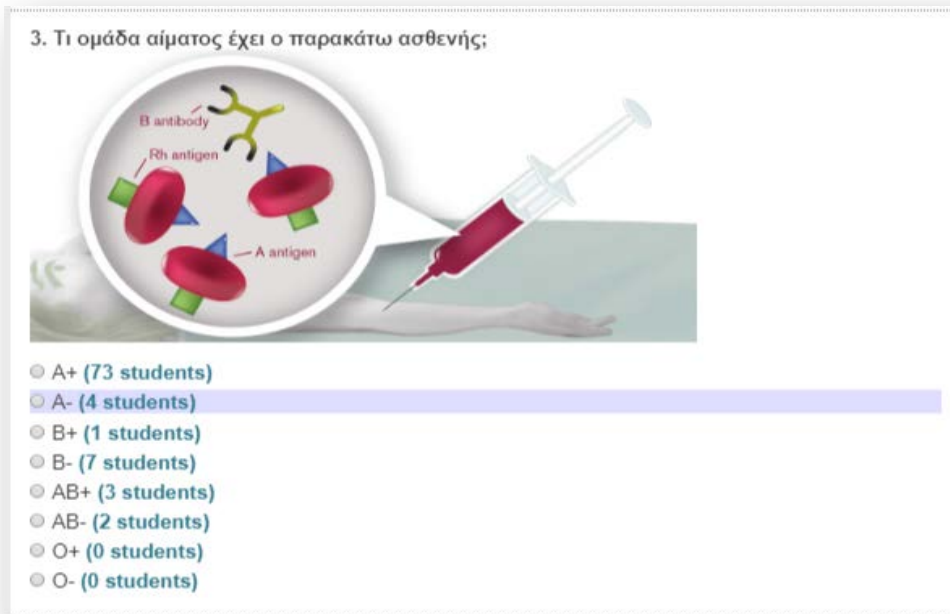 3. Τι ομάδα αίματος έχει ο παρακάτω ασθενής;
B antibody
Rh antigen
A antigen
A+ (73 students)
A- (4 students)
B+ (1 students)
B- (7 students)
AB+ (3 students)
AB- (2 students)
O+ (0 students)
O- (0 students)